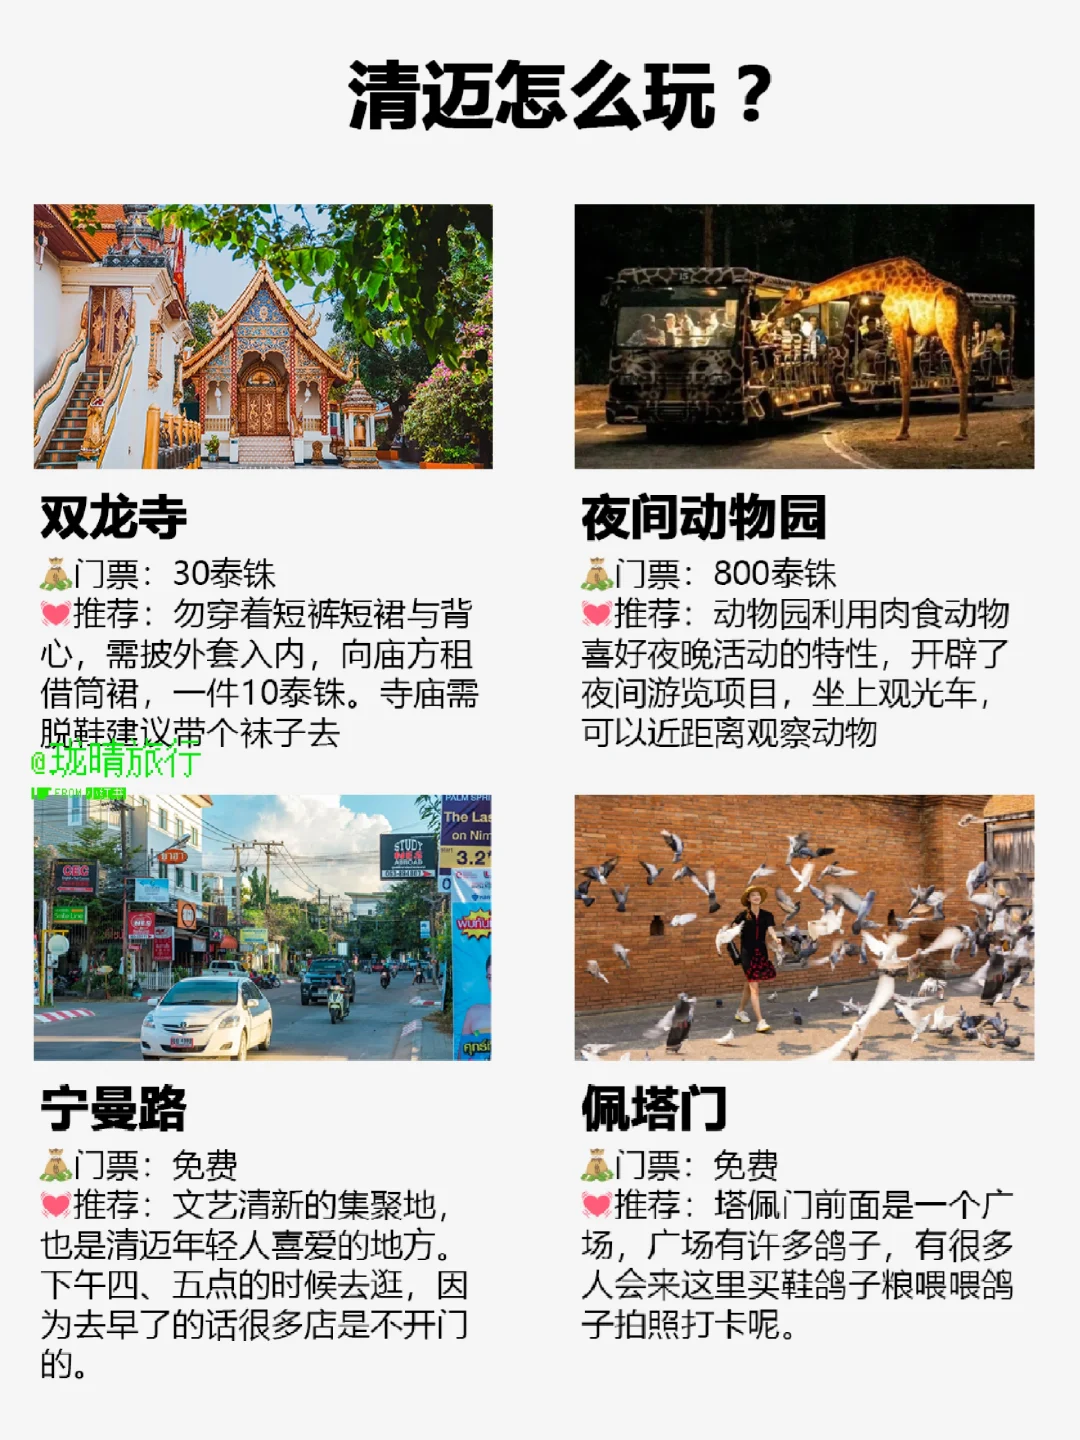 清迈怎么玩？
双龙寺
门票：30泰铢
推荐：勿穿着短裤短裙与背
心，需披外套入内，向庙方租
借筒裙，一件10泰铢。寺庙需
脱鞋建议带个袜子去
夜间动物园
门票：800泰铢
推荐：动物园利用肉食动物
喜好夜晚活动的特性，开辟了
夜间游览项目，坐上观光车，
可以近距离观察动物
@珑晴旅行
PALM SPRI
The Las
on Nim
3.2
STUDY
ABROAD
CEC
宁曼路
门票：免费
推荐：文艺清新的集聚地，
也是清迈年轻人喜爱的地方。
下午四、五点的时候去逛，因
为去早了的话很多店是不开门
的。
佩塔门
门票：免费
推荐：塔佩门前面是一个广
场，广场有许多鸽子，有很多
人会来这里买鞋鸽子粮喂喂鸽
子拍照打卡呢。